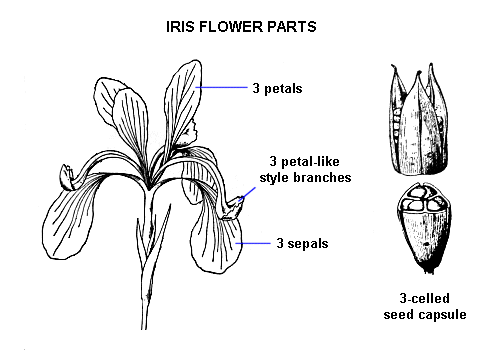 IRIS FLOWER PARTS
3 petals
3 petal-like
style branches
3 sepals
3-celled
seed capsule